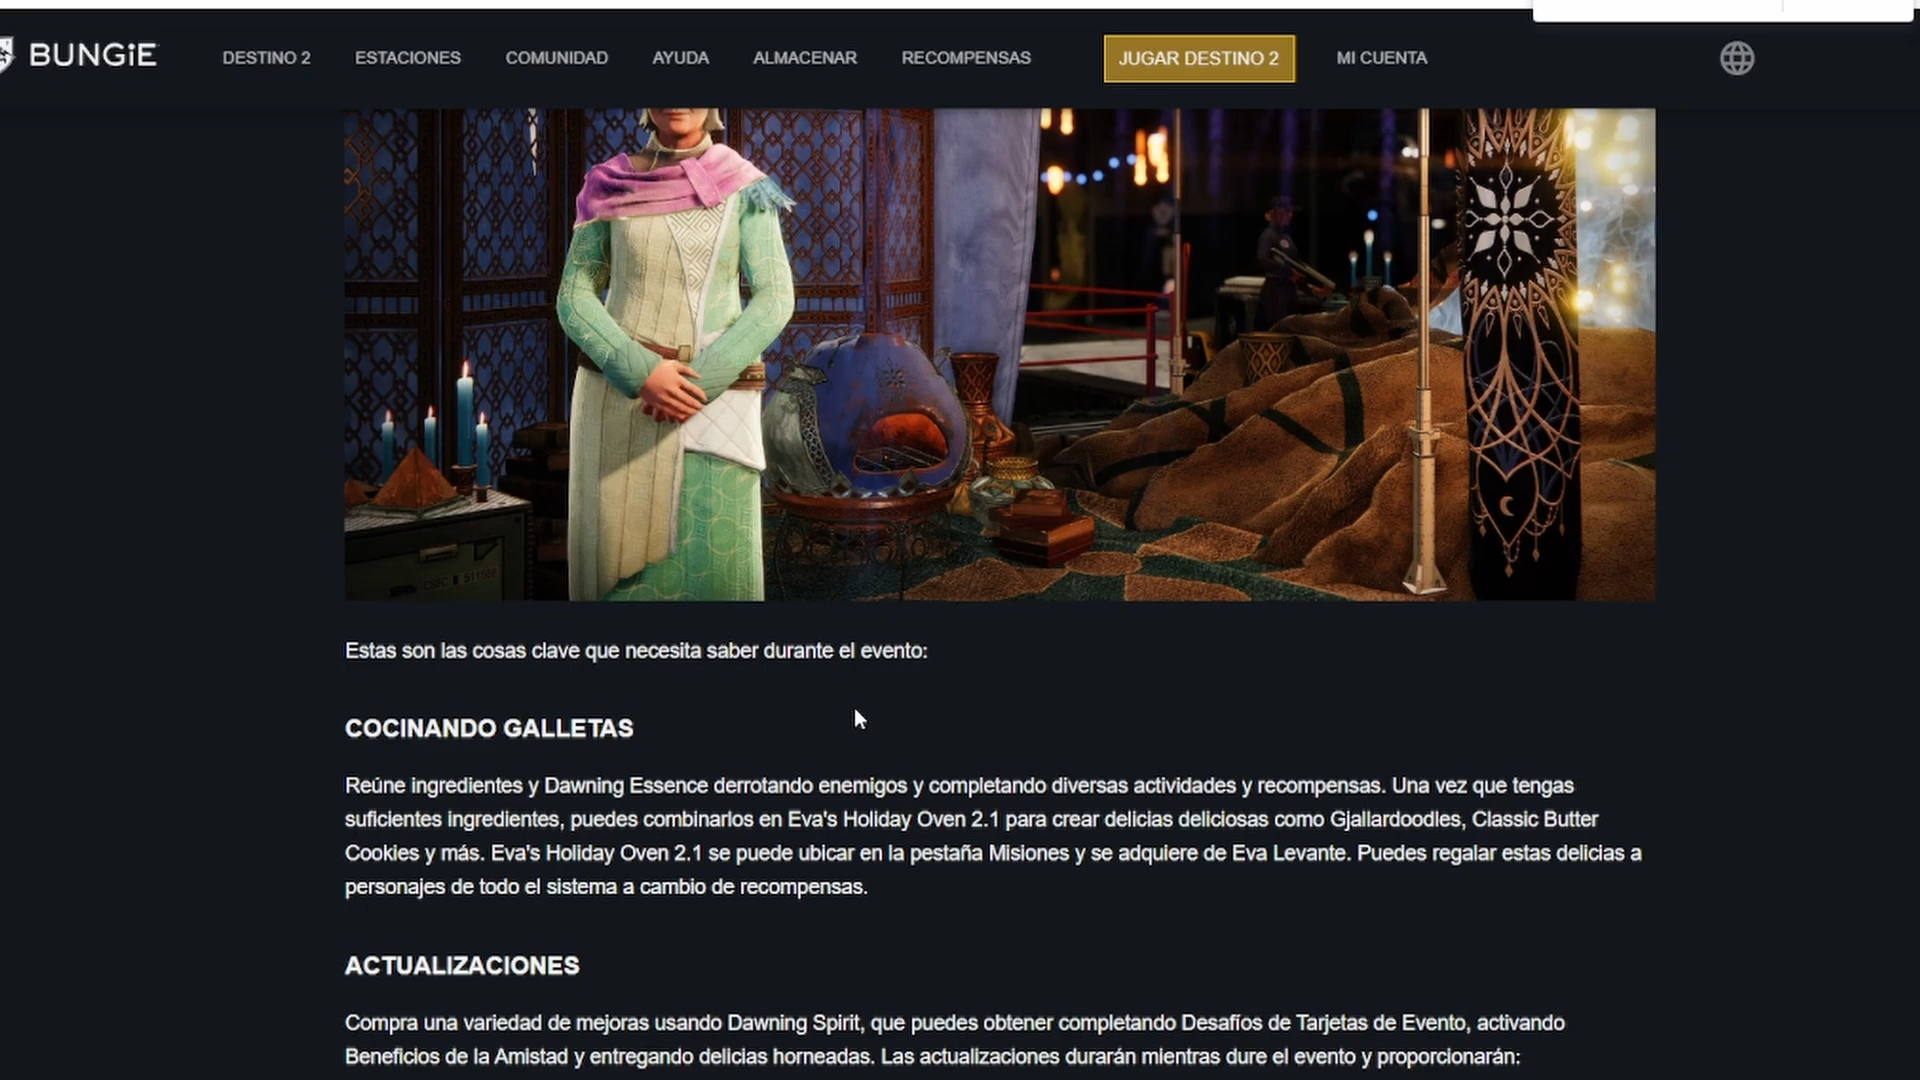 BUNGiE DESTINO 2 ESTACIONES COMUNIDAD AYUDA ALMACENAR RECOMPENSAS JUGAR DESTINO 2 MI CUENTA
Estas son las cosas clave que necesita saber durante el evento:
COCINANDO GALLETAS
Reúne ingredientes y Dawning Essence derrotando enemigos y completando diversas actividades y recompensas. Una vez que tengas
suficientes ingredientes, puedes combinarlos en Eva's Holiday Oven 2.1 para crear delicias deliciosas como Gjallardoodles, Classic Butter
Cookies y más. Eva's Holiday Oven 2.1 se puede ubicar en la pestaña Misiones y se adquiere de Eva Levante. Puedes regalar estas delicias a
personajes de todo el sistema a cambio de recompensas.
ACTUALIZACIONES
Compra una variedad de mejoras usando Dawning Spirit, que puedes obtener completando Desafíos de Tarjetas de Evento, activando
Beneficios de la Amistad y entregando delicias horneadas. Las actualizaciones durarán mientras dure el evento y proporcionarán: